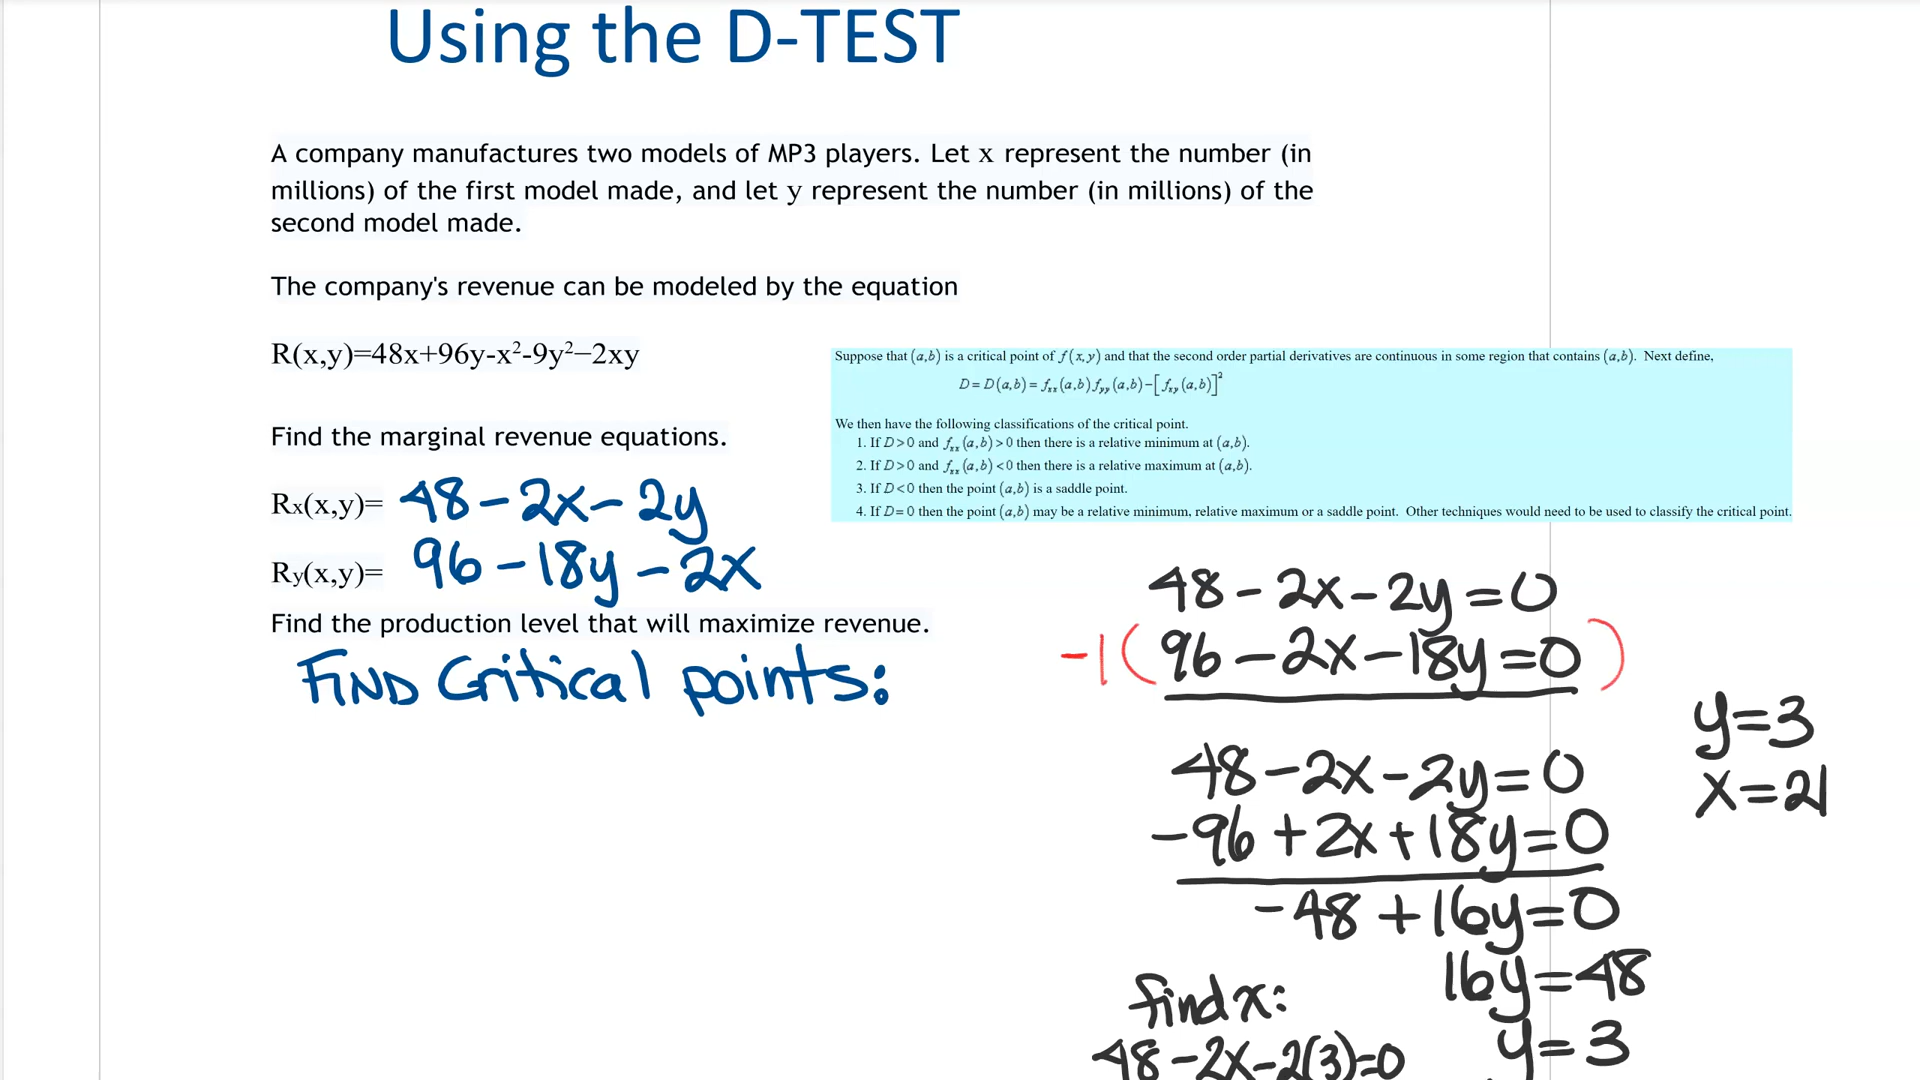 Using the D-TEST
A company manufactures two models of MP3 players. Let x represent the number (in
millions) of the first model made, and let y represent the number (in millions) of the
second model made.
The company's revenue can be modeled by the equation
R(x,y)=48x+96y-x²-9y²−2xy
Suppose that (a,b) is a critical point of f(x,y) and that the second order partial derivatives are continuous in some region that contains (a,b). Next define,
D = D(a,b) = fxx(a,b) fyy(a,b) − [fxy(a,b)]²
We then have the following classifications of the critical point.
1. If D > 0 and fxx(a,b) > 0 then there is a relative minimum at (a,b).
2. If D > 0 and fxx(a,b) < 0 then there is a relative maximum at (a,b).
3. If D < 0 then the point (a,b) is a saddle point.
4. If D = 0 then the point (a,b) may be a relative minimum, relative maximum or a saddle point. Other techniques would need to be used to classify the critical point.
Find the marginal revenue equations.
Rx(x,y)= 48 − 2x − 2y
Ry(x,y)= 96 − 18y − 2x
Find the production level that will maximize revenue.
FIND Critical points:
48 − 2x − 2y = 0
−1 ( 96 − 2x − 18y = 0 )
48 − 2x − 2y = 0
−96 + 2x + 18y = 0
−48 + 16y = 0
16y = 48
y = 3
find x:
48 − 2x − 2(3) = 0
y = 3
x = 21